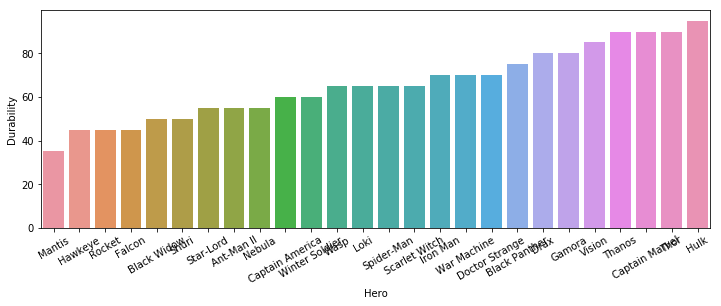 80
60
40
20
0
Durability
Mantis
Hawkeye
Rocket
Falcon
Black Widow
Shuri
Star-Lord
Ant-Man II
Nebula
Captain America
Winter Soldier
Wasp
Loki
Spider-Man
Scarlet Witch
Iron Man
War Machine
Doctor Strange
Black Panther
Drax
Gamora
Vision
Thanos
Captain Marvel
Thor
Hulk
Hero